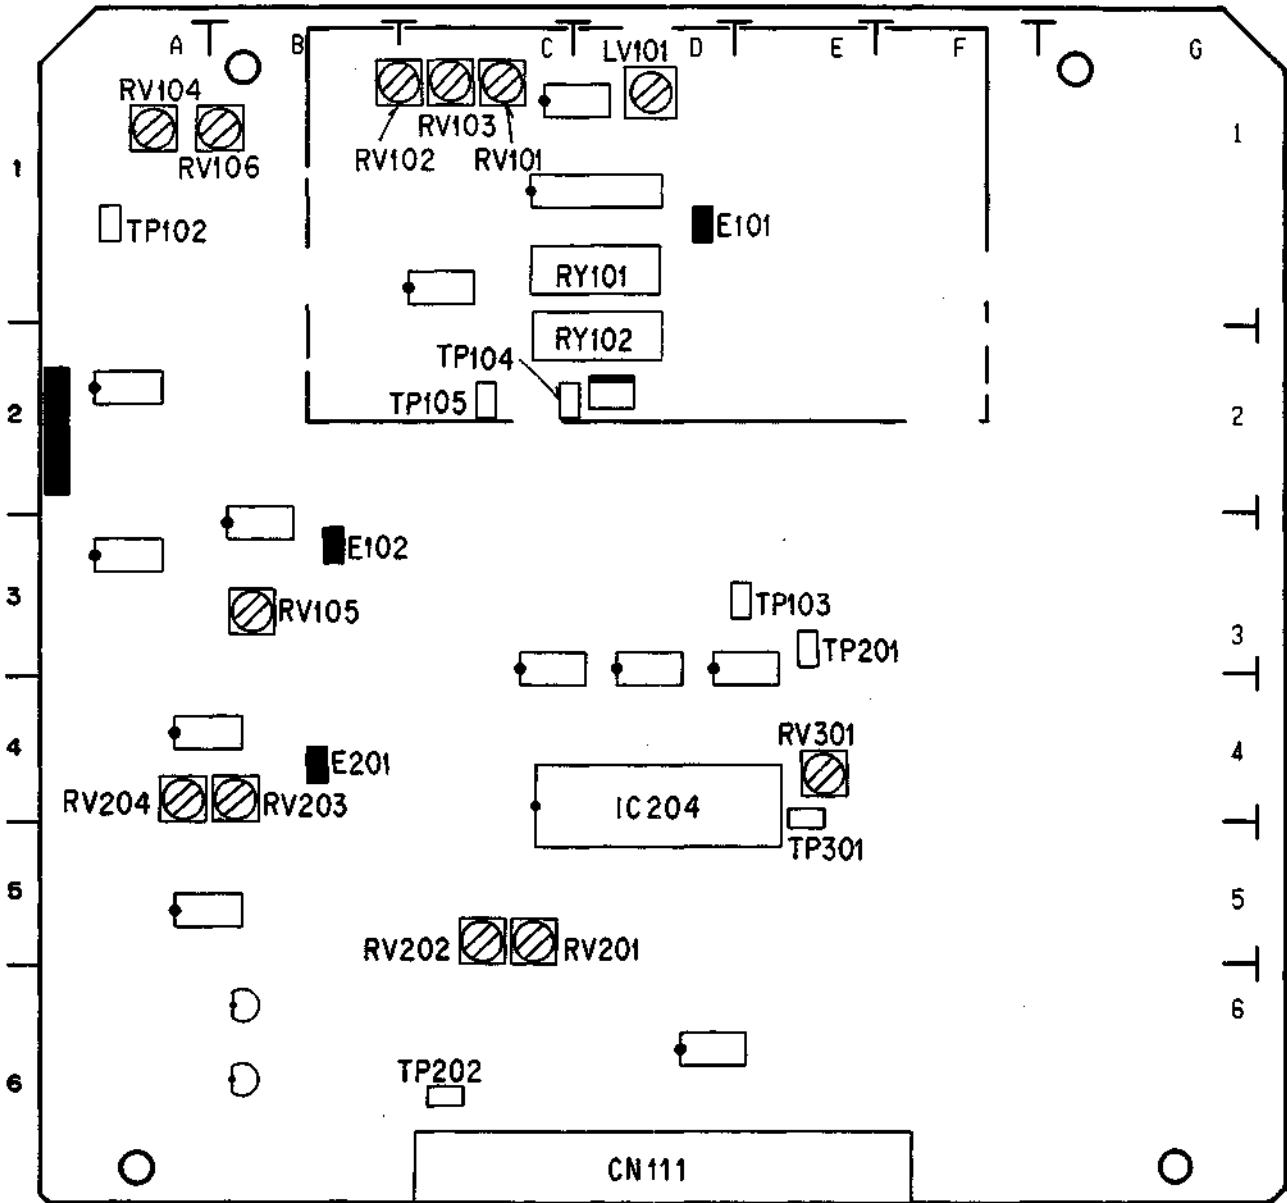 A B C D E F G
LV101
RV104
RV103
RV102 RV101
RV106
1 1
TP102
E101
RY101
RY102
TP104
TP105
2 2
E102
3
RV105
TP103
3
TP201
RV301
4 4
E201
RV204 RV203
IC204
TP301
5 5
RV202 RV201
6
TP202
6
CN111